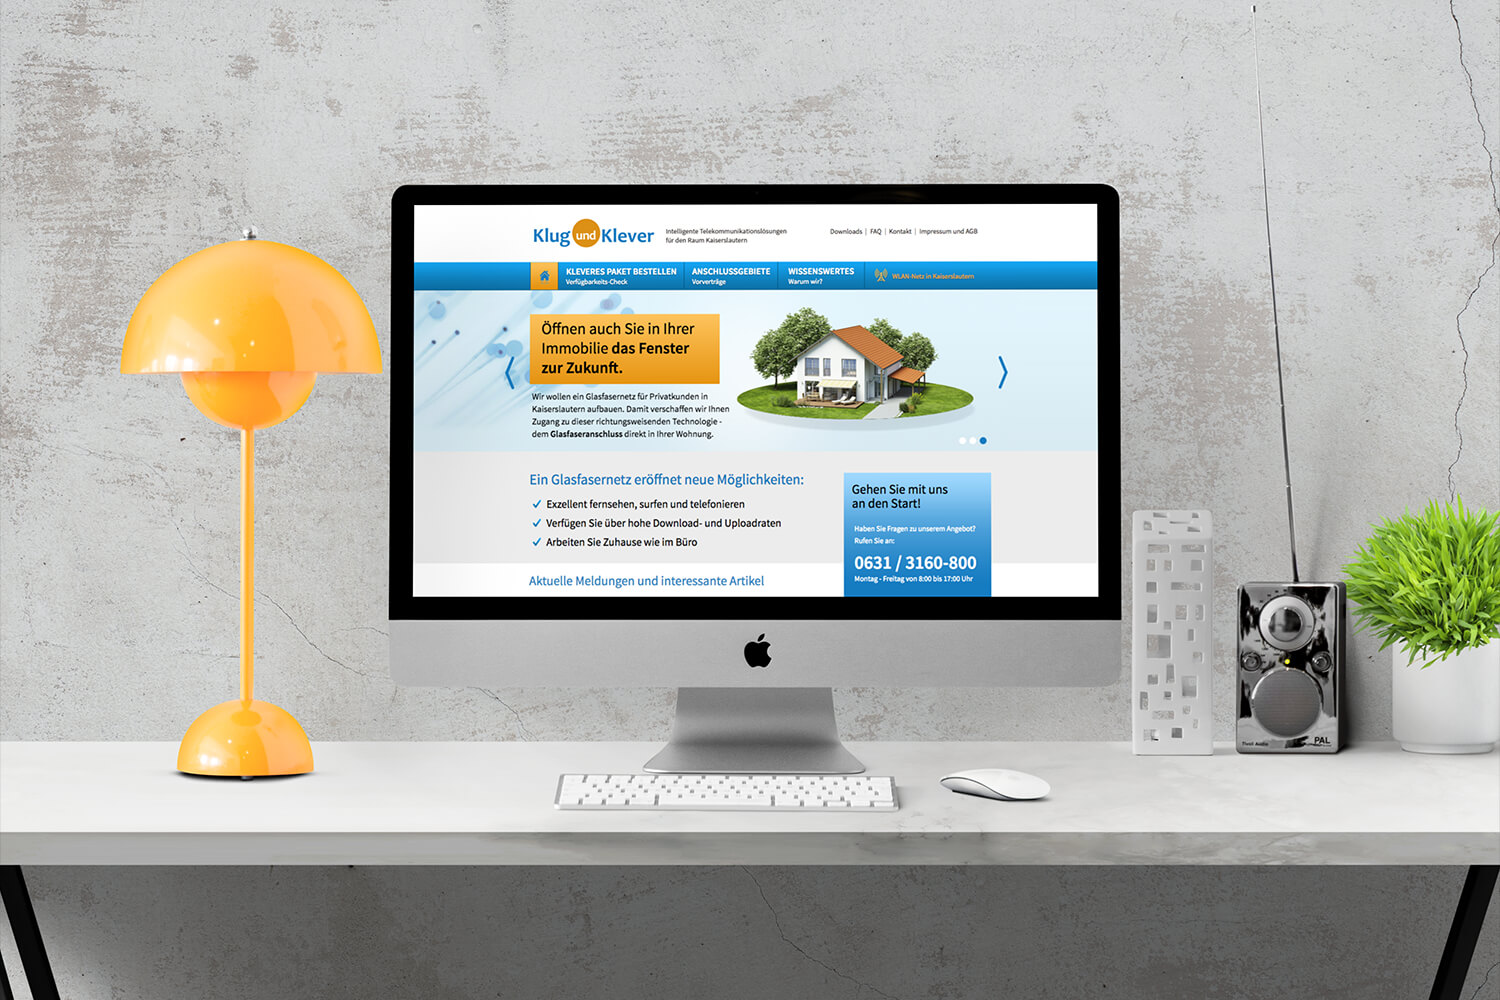 Klug und Klever
Intelligente Telekommunikationslösungen
für den Raum Kaiserslautern
Downloads | FAQ | Kontakt | Impressum und AGB
KLEVERES PAKET BESTELLEN
Verfügbarkeits-Check
ANSCHLUSSGEBIETE
Vorverträge
WISSENSWERTES
Warum wir?
WLAN-Netz in Kaiserslautern
Öffnen auch Sie in Ihrer
Immobilie das Fenster
zur Zukunft.
Wir wollen ein Glasfasernetz für Privatkunden in
Kaiserslautern aufbauen. Damit verschaffen wir Ihnen
Zugang zu dieser richtungsweisenden Technologie -
dem Glasfaseranschluss direkt in Ihrer Wohnung.
Ein Glasfasernetz eröffnet neue Möglichkeiten:
Exzellent fernsehen, surfen und telefonieren
Verfügen Sie über hohe Download- und Uploadraten
Arbeiten Sie Zuhause wie im Büro
Aktuelle Meldungen und interessante Artikel
Gehen Sie mit uns
an den Start!
Haben Sie Fragen zu unserem Angebot?
Rufen Sie an:
0631 / 3160-800
Montag - Freitag von 8:00 bis 17:00 Uhr
Tivoli Audio
PAL